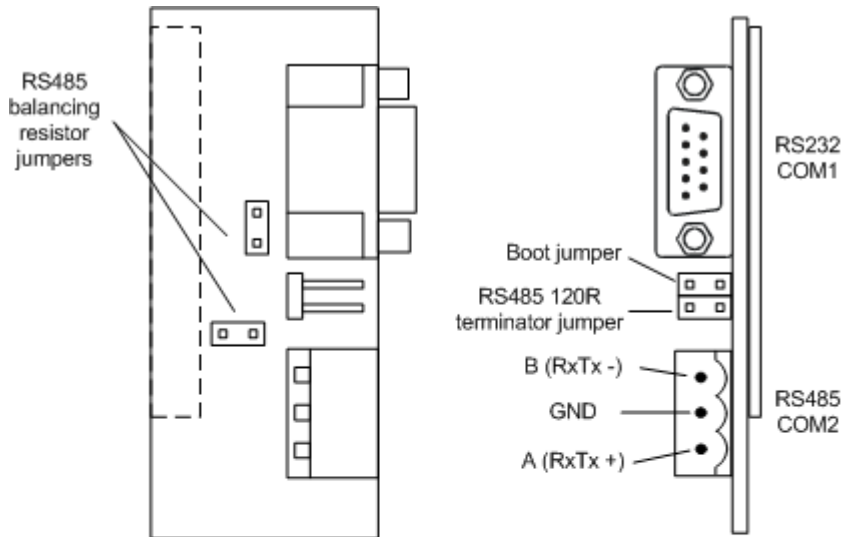 RS485
balancing
resistor
jumpers
RS232
COM1
Boot jumper
RS485 120R
terminator jumper
B (RxTx -)
GND
A (RxTx +)
RS485
COM2